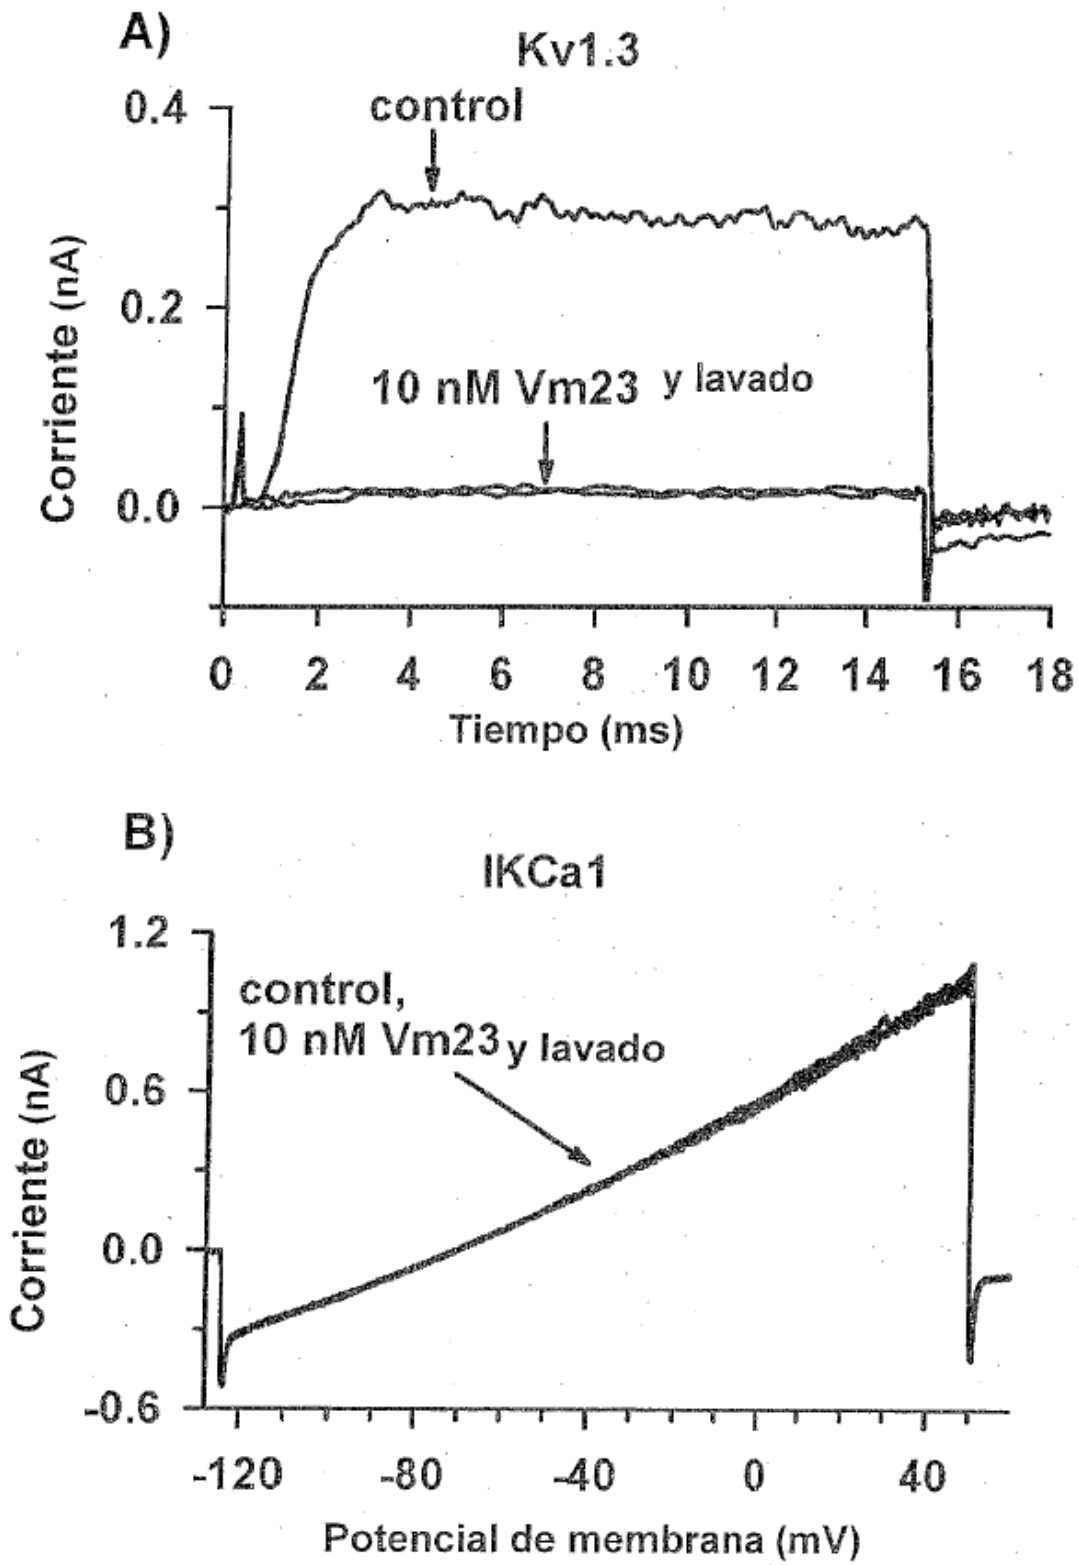 A)
Kv1.3
control
0.4
0.2
0.0
Corriente (nA)
10 nM Vm23 y lavado
0 2 4 6 8 10 12 14 16 18
Tiempo (ms)
B)
IKCa1
1.2
0.6
0.0
-0.6
Corriente (nA)
control,
10 nM Vm23 y lavado
-120 -80 -40 0 40
Potencial de membrana (mV)